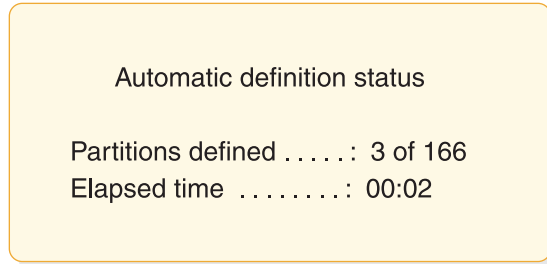 Automatic definition status
Partitions defined . . . . . : 3 of 166
Elapsed time . . . . . . . . : 00:02